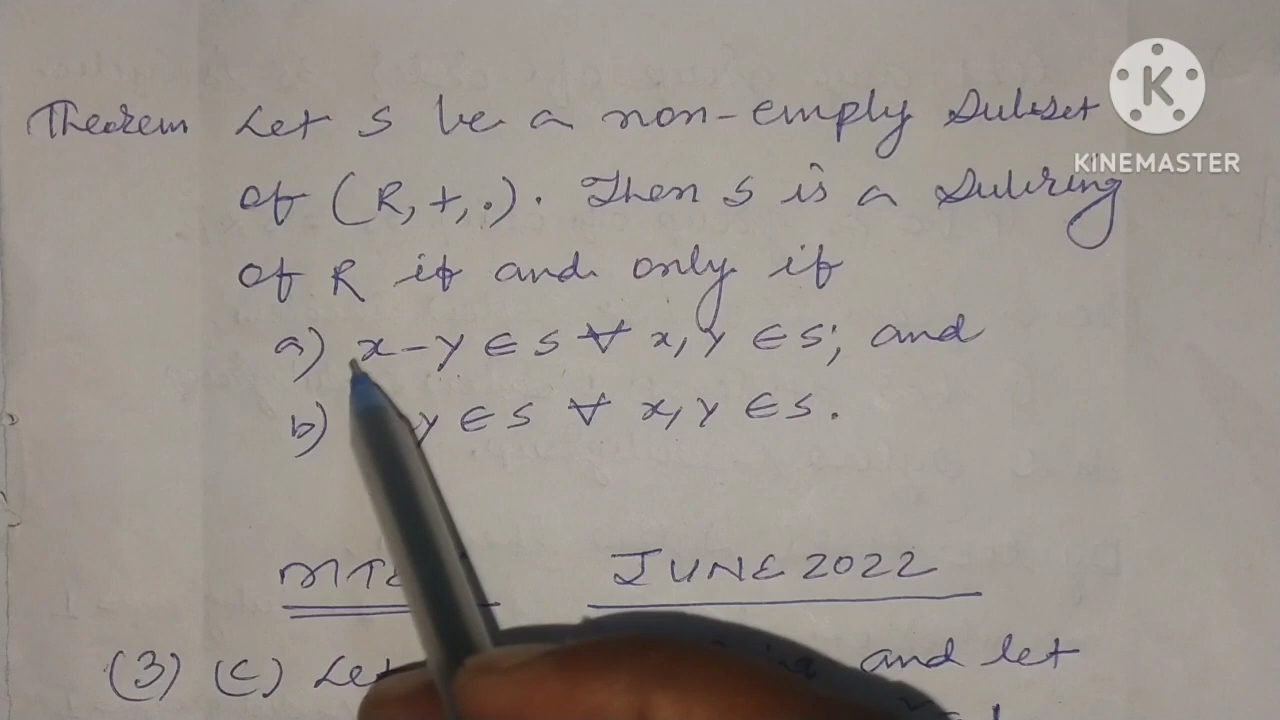 K
KINEMASTER
Theorem Let S be a non-empty Subset
of (R, +, .). Then S is a Subring
of R if and only if
a) x - y ∈ S ∀ x, y ∈ S; and
b) y ∈ S ∀ x, y ∈ S.
JUNE 2022
(3) (C) Let and let